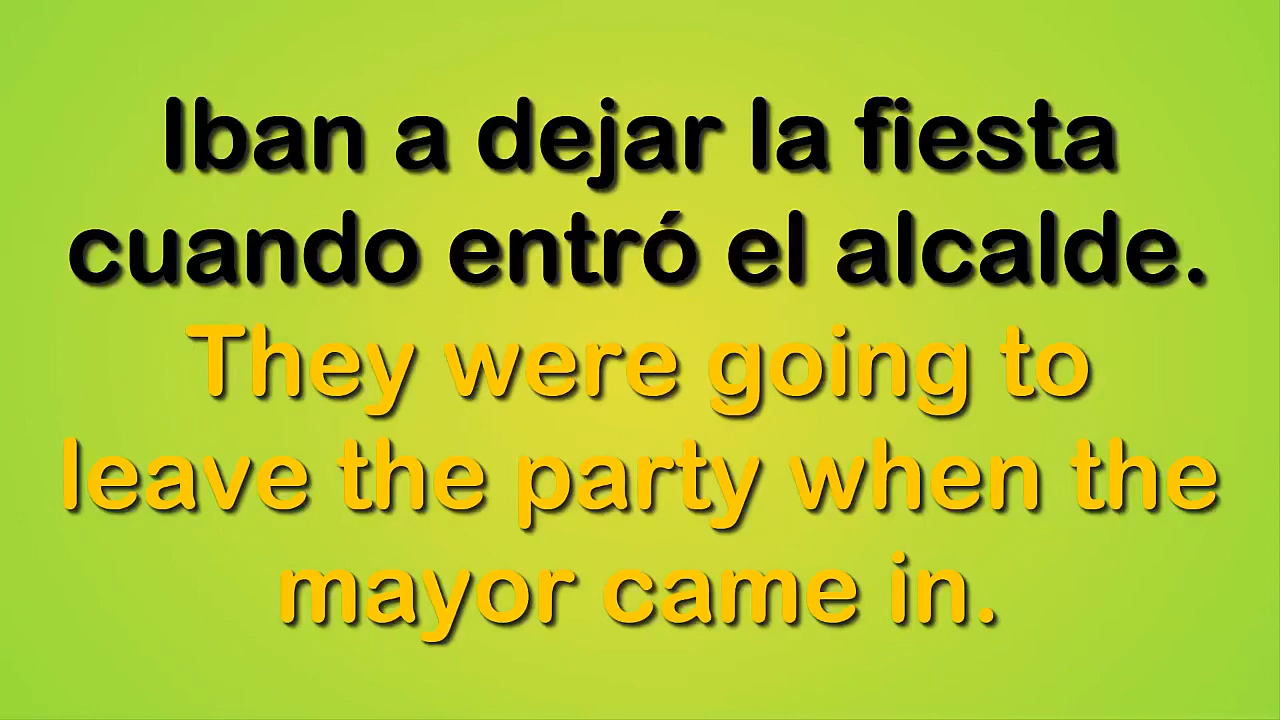 Iban a dejar la fiesta
cuando entró el alcalde.
They were going to
leave the party when the
mayor came in.